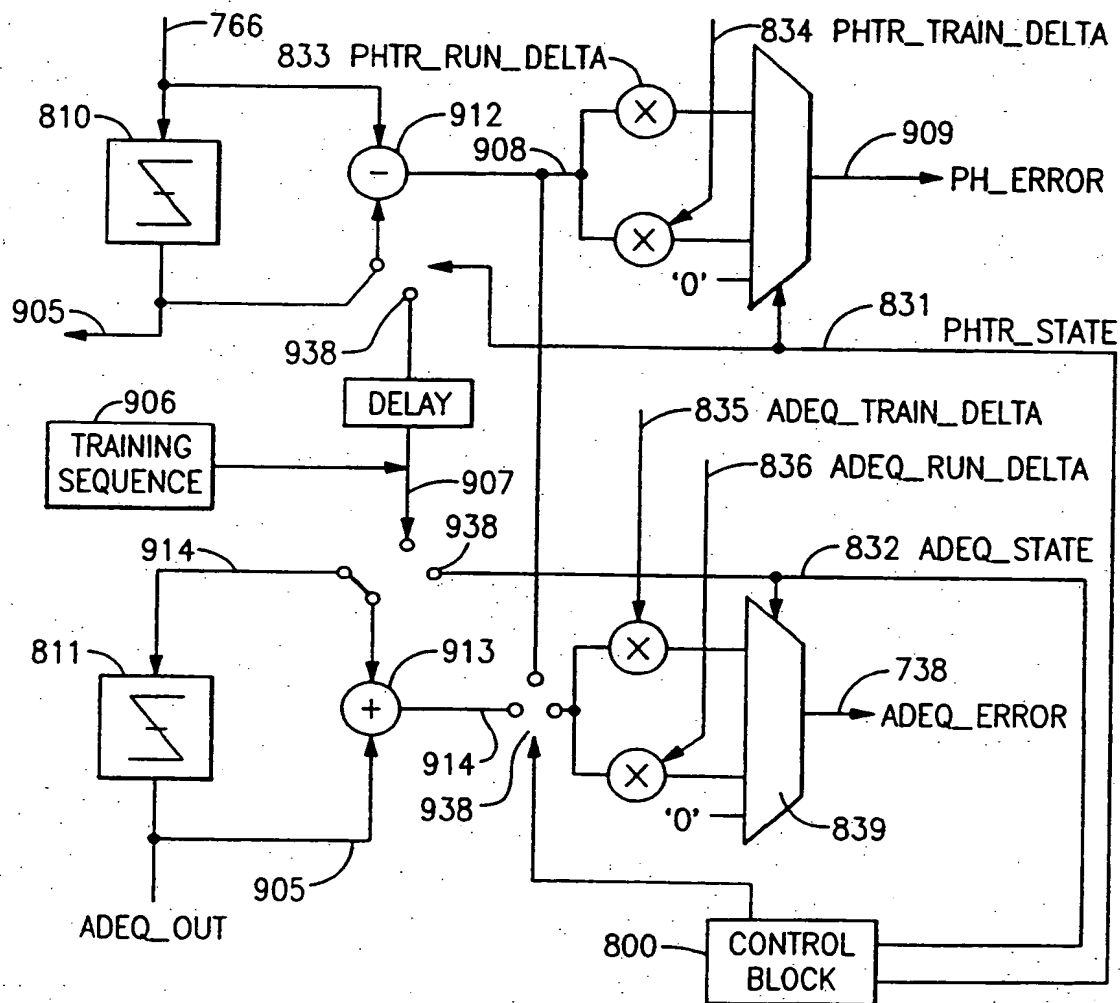 766
833 PHTR_RUN_DELTA
834 PHTR_TRAIN_DELTA
810
912
908
909
PH_ERROR
'0'
905
938
831
PHTR_STATE
DELAY
906
TRAINING
SEQUENCE
907
835 ADEQ_TRAIN_DELTA
836 ADEQ_RUN_DELTA
914
938
832 ADEQ_STATE
811
913
+
914
938
738
ADEQ_ERROR
'0'
839
905
ADEQ_OUT
800
CONTROL
BLOCK